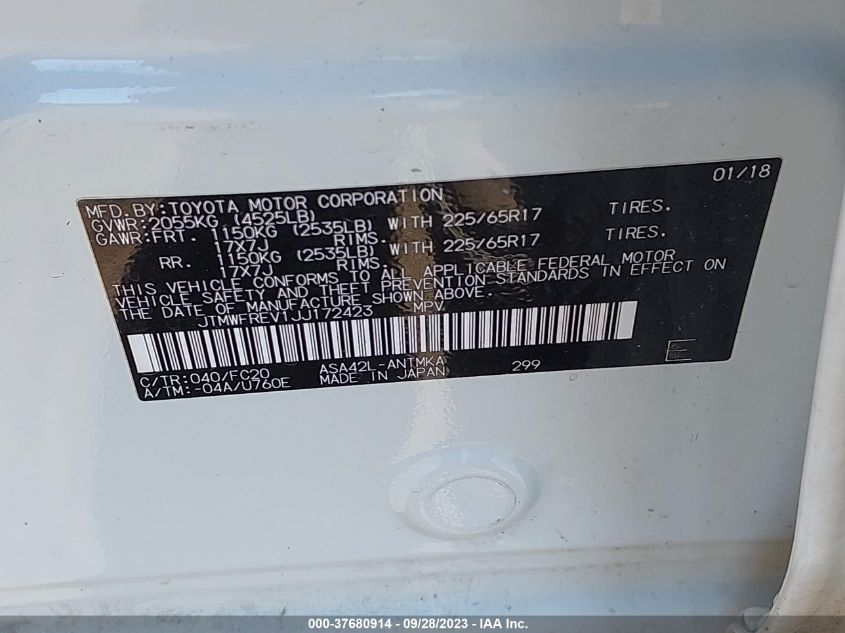 01/18
MFD. BY:TOYOTA MOTOR CORPORATION
GVWR:2055KG (4525LB)
GAWR:FRT. 1150KG (2535LB) WITH 225/65R17 TIRES.
17X7J RIMS.
RR. 1150KG (2535LB) WITH 225/65R17 TIRES.
17X7J RIMS.
THIS VEHICLE CONFORMS TO ALL APPLICABLE FEDERAL MOTOR
VEHICLE SAFETY AND THEFT PREVENTION STANDARDS IN EFFECT ON
THE DATE OF MANUFACTURE SHOWN ABOVE.
JTMWFREV1JJ172423 MPV
C/TR:040/FC20 ASA42L-ANTMKA 299
A/TM:-04A/U760E MADE IN JAPAN
000-37680914 - 09/28/2023 - IAA Inc.